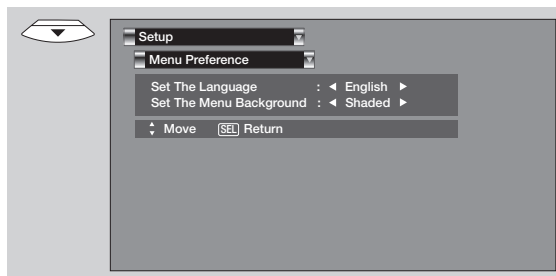 Setup
Menu Preference
Set The Language : ◀ English ▶
Set The Menu Background : ◀ Shaded ▶
Move SEL Return